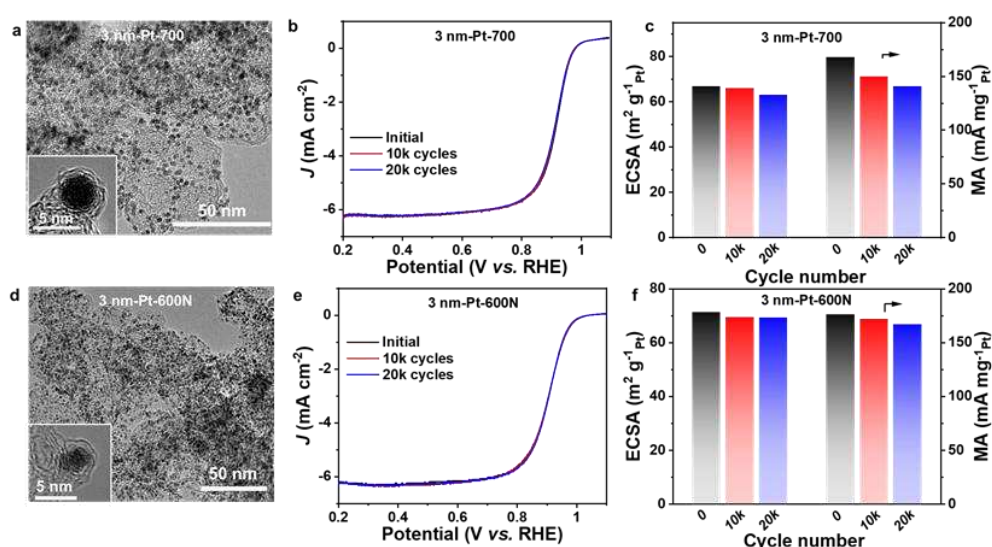 a
3 nm-Pt-700
5 nm
50 nm
b
3 nm-Pt-700
J (mA cm-2)
0
-2
-4
-6
Initial
10k cycles
20k cycles
0.2
0.4
0.6
0.8
1
Potential (V vs. RHE)
c
3 nm-Pt-700
ECSA (m2 g-1Pt)
80
60
40
20
0
MA (mA mg-1Pt)
200
150
100
50
0
0
10k
20k
0
10k
20k
Cycle number
d
3 nm-Pt-600N
5 nm
50 nm
e
3 nm-Pt-600N
J (mA cm-2)
0
-2
-4
-6
Initial
10k cycles
20k cycles
0.2
0.4
0.6
0.8
1
Potential (V vs. RHE)
f
3 nm-Pt-600N
ECSA (m2 g-1Pt)
80
60
40
20
0
MA (mA mg-1Pt)
200
150
100
50
0
0
10k
20k
0
10k
20k
Cycle number